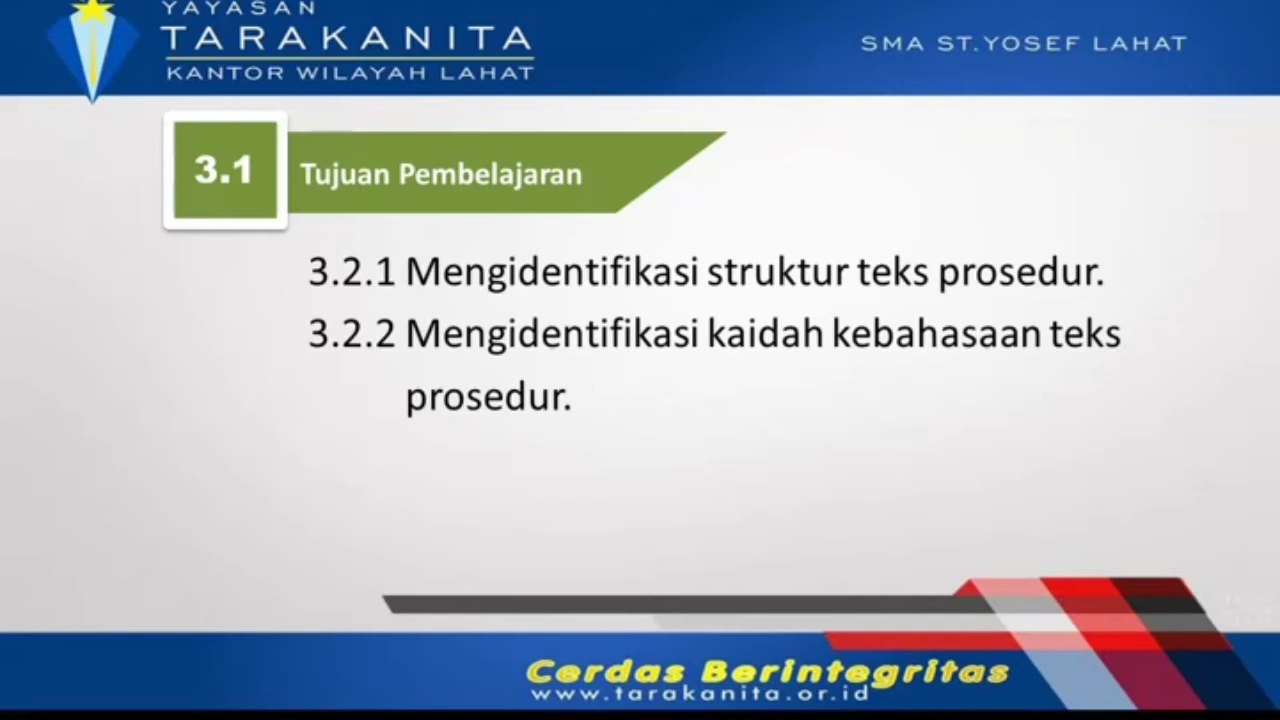 YAYASAN
TARAKANITA
KANTOR WILAYAH LAHAT
SMA ST.YOSEF LAHAT
3.1
Tujuan Pembelajaran
3.2.1 Mengidentifikasi struktur teks prosedur.
3.2.2 Mengidentifikasi kaidah kebahasaan teks
prosedur.
Cerdas Berintegritas
www.tarakanita.or.id